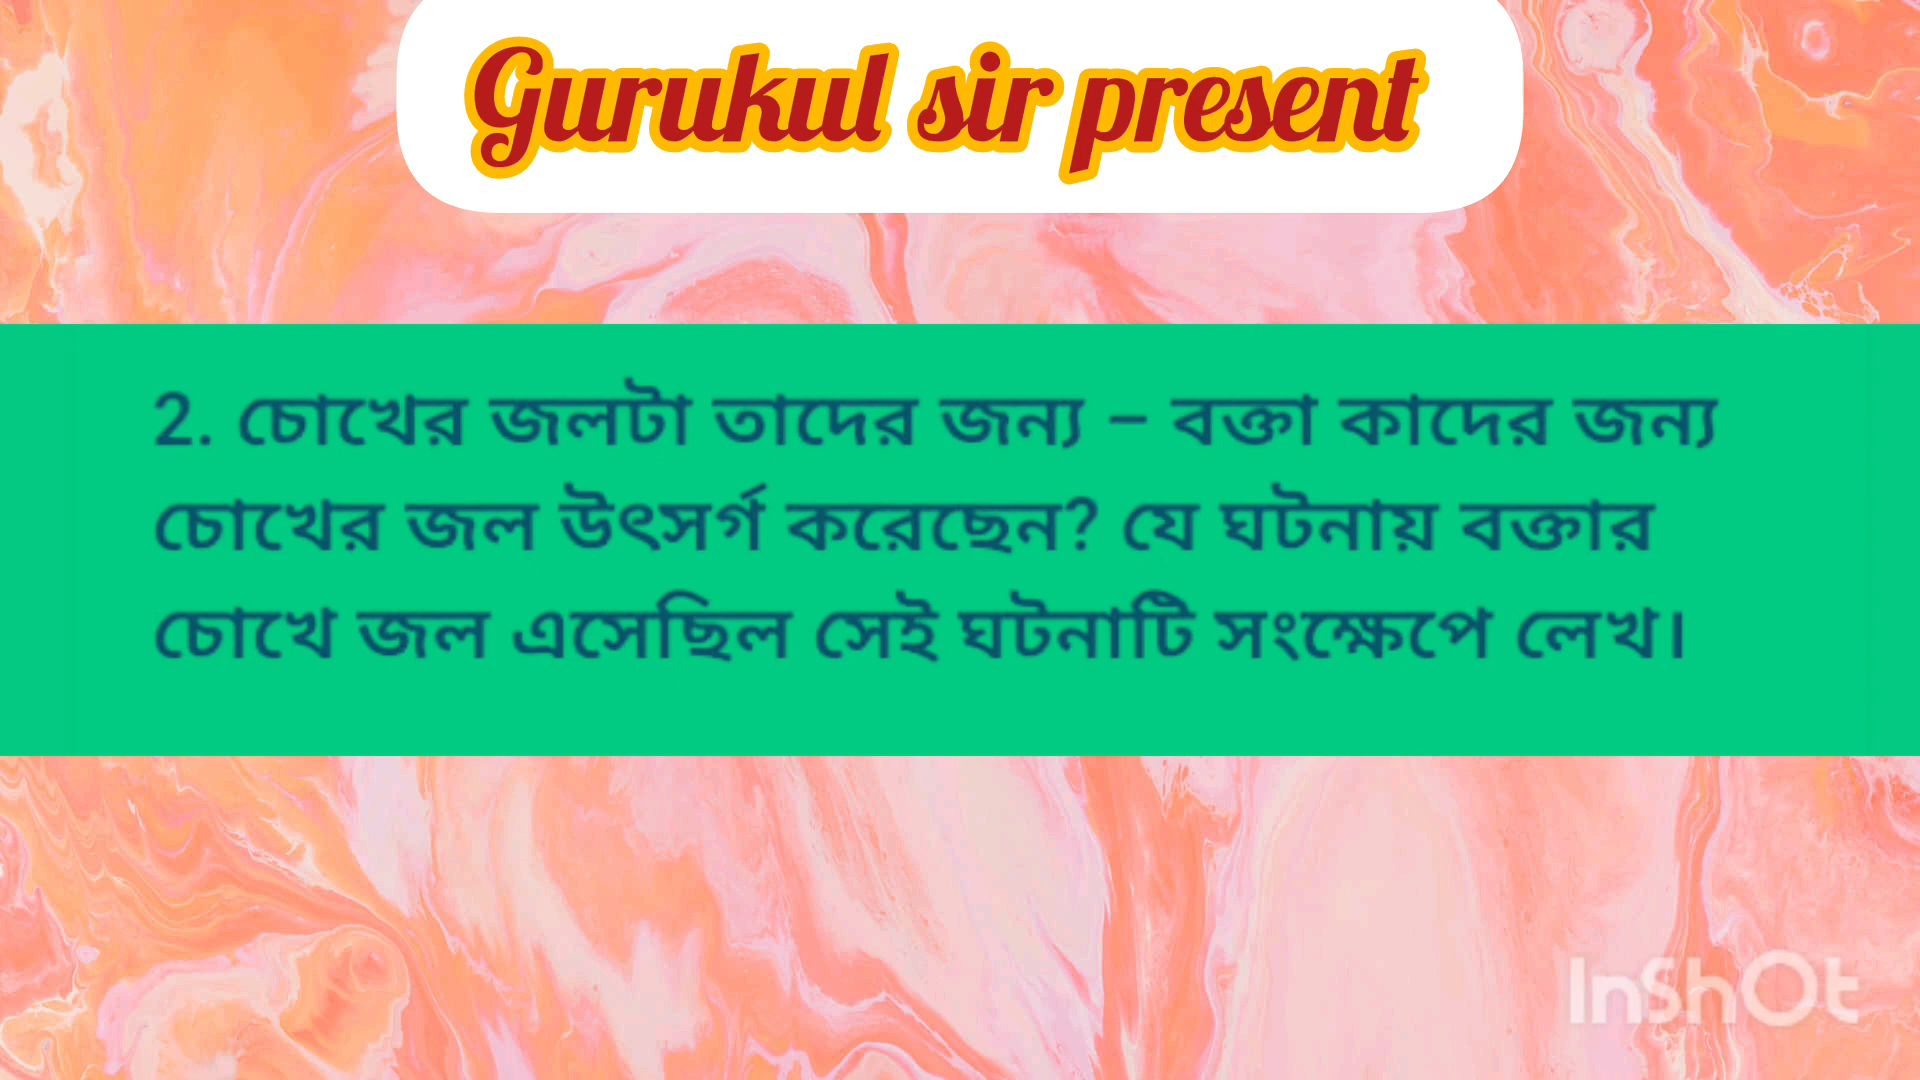 Gurukul sir present
2. চোখের জলটা তাদের জন্য – বক্তা কাদের জন্য
চোখের জল উৎসর্গ করেছেন? যে ঘটনায় বক্তার
চোখে জল এসেছিল সেই ঘটনাটি সংক্ষেপে লেখ।
InShOt